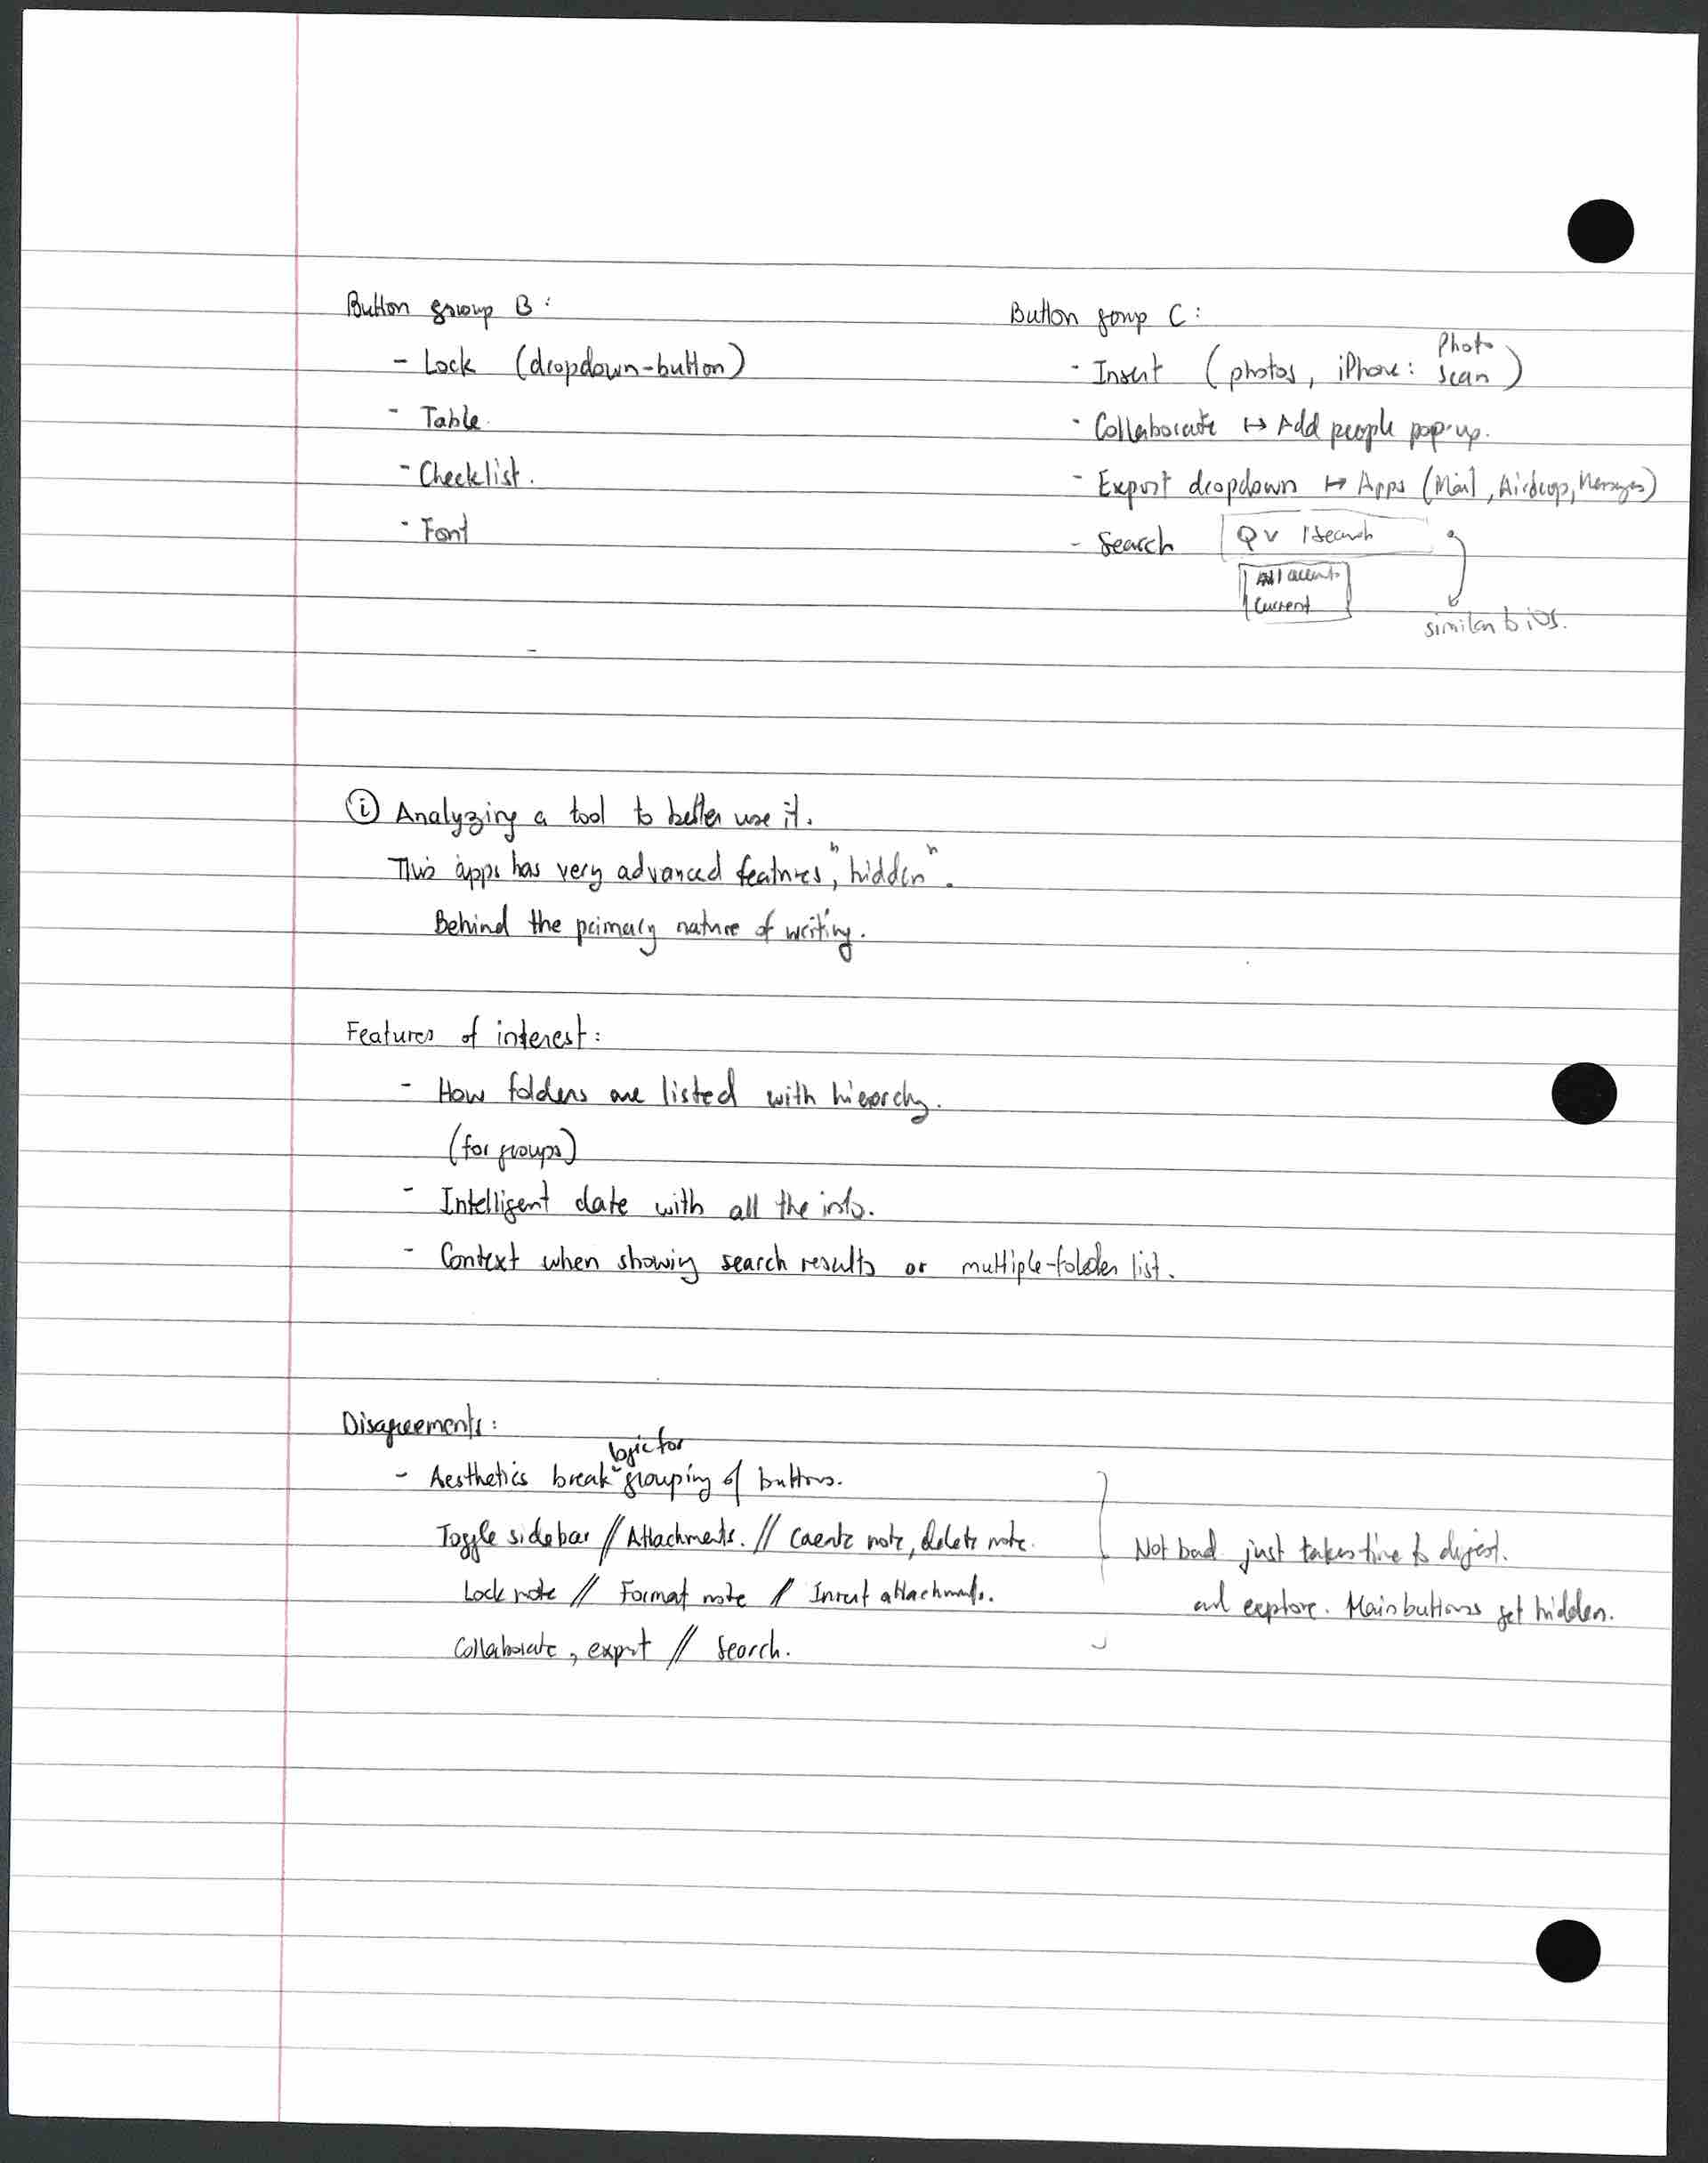 Button group B :
- Lock (dropdown-button)
- Table.
- Checklist.
- Font
Button group C :
- Insert (photos, iPhone: Photo Scan)
- Collaborate ↦ Add people pop-up.
- Export dropdown ↦ Apps (Mail, Airdrop, Messages)
- Search Q v | Search
All
Current
similar to iOS.
(i) Analyzing a tool to better use it.
This apps has very advanced features, "hidden".
Behind the primary nature of writing.
Features of interest:
- How folders are listed with hierarchy.
(for groups)
- Intelligent date with all the info.
- Context when showing search results or multiple-folder list.
Disagreements:
- Aesthetics break logic for grouping of buttons.
Toggle sidebar // Attachments. // Create note, delete note.
Lock note // Format note // Insert attachments.
Collaborate, export // Search.
Not bad just takes time to digest.
and explore. Main buttons get hidden.